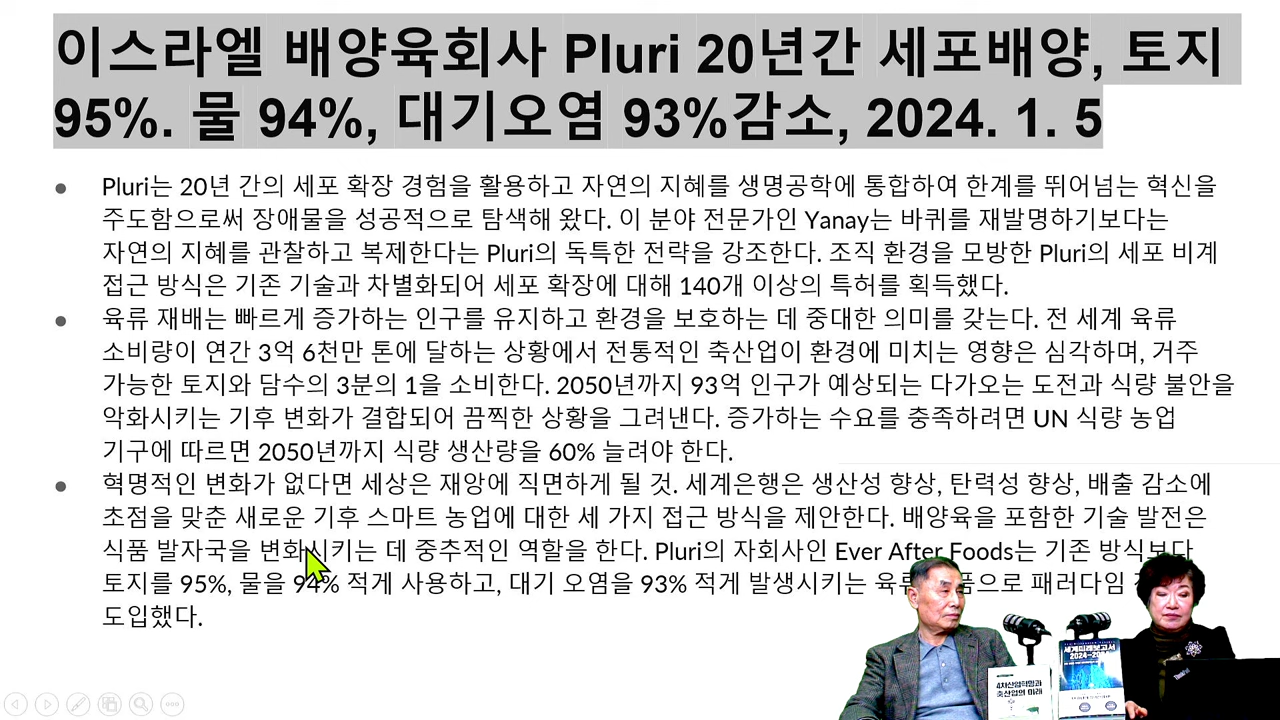 이스라엘 배양육회사 Pluri 20년간 세포배양, 토지
95%. 물 94%, 대기오염 93%감소, 2024. 1. 5
Pluri는 20년 간의 세포 확장 경험을 활용하고 자연의 지혜를 생명공학에 통합하여 한계를 뛰어넘는 혁신을
주도함으로써 장애물을 성공적으로 탐색해 왔다. 이 분야 전문가인 Yanay는 바퀴를 재발명하기보다는
자연의 지혜를 관찰하고 복제한다는 Pluri의 독특한 전략을 강조한다. 조직 환경을 모방한 Pluri의 세포 비계
접근 방식은 기존 기술과 차별화되어 세포 확장에 대해 140개 이상의 특허를 획득했다.
육류 재배는 빠르게 증가하는 인구를 유지하고 환경을 보호하는 데 중대한 의미를 갖는다. 전 세계 육류
소비량이 연간 3억 6천만 톤에 달하는 상황에서 전통적인 축산업이 환경에 미치는 영향은 심각하며, 거주
가능한 토지와 담수의 3분의 1을 소비한다. 2050년까지 93억 인구가 예상되는 다가오는 도전과 식량 불안을
악화시키는 기후 변화가 결합되어 끔찍한 상황을 그려낸다. 증가하는 수요를 충족하려면 UN 식량 농업
기구에 따르면 2050년까지 식량 생산량을 60% 늘려야 한다.
혁명적인 변화가 없다면 세상은 재앙에 직면하게 될 것. 세계은행은 생산성 향상, 탄력성 향상, 배출 감소에
초점을 맞춘 새로운 기후 스마트 농업에 대한 세 가지 접근 방식을 제안한다. 배양육을 포함한 기술 발전은
식품 발자국을 변화시키는 데 중추적인 역할을 한다. Pluri의 자회사인 Ever After Foods는 기존 방식보다
토지를 95%, 물을 94% 적게 사용하고, 대기 오염을 93% 적게 발생시키는 패러다임
도입했다.
4차산업혁명과
축산업의 미래
세계미래보고서